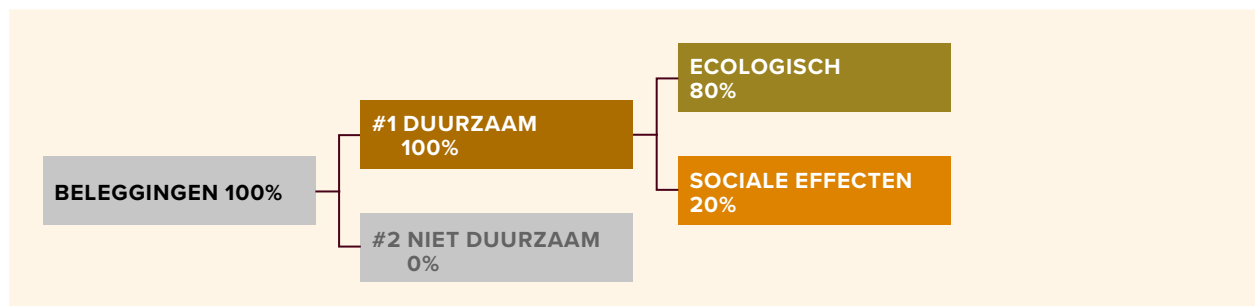 BELEGGINGEN 100%
#1 DUURZAAM
100%
#2 NIET DUURZAAM
0%
ECOLOGISCH
80%
SOCIALE EFFECTEN
20%